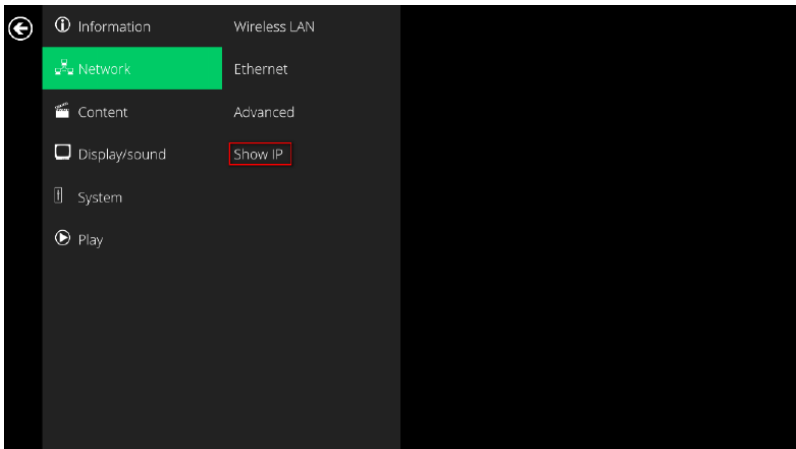 Information
Network
Content
Display/sound
System
Play
Wireless LAN
Ethernet
Advanced
Show IP